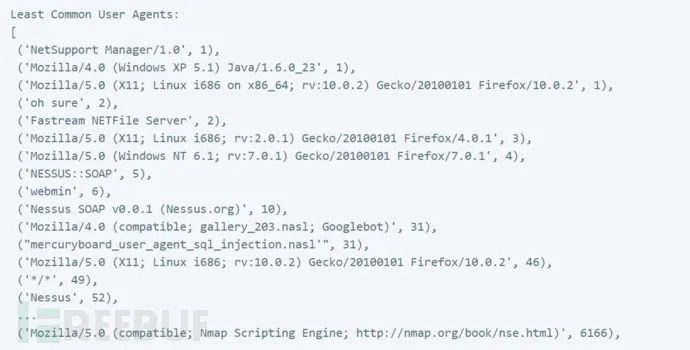 Least Common User Agents:
[
('NetSupport Manager/1.0', 1),
('Mozilla/4.0 (Windows XP 5.1) Java/1.6.0_23', 1),
('Mozilla/5.0 (X11; Linux i686 on x86_64; rv:10.0.2) Gecko/20100101 Firefox/10.0.2', 1),
('oh sure', 2),
('Fastream NETFile Server', 2),
('Mozilla/5.0 (X11; Linux i686; rv:2.0.1) Gecko/20100101 Firefox/4.0.1', 3),
('Mozilla/5.0 (Windows NT 6.1; rv:7.0.1) Gecko/20100101 Firefox/7.0.1', 4),
('NESSUS::SOAP', 5),
('webmin', 6),
('Nessus SOAP v0.0.1 (Nessus.org)', 10),
('Mozilla/4.0 (compatible; gallery_203.nasl; Googlebot)', 31),
("mercuryboard_user_agent_sql_injection.nasl'", 31),
('Mozilla/5.0 (X11; Linux i686; rv:10.0.2) Gecko/20100101 Firefox/10.0.2', 46),
('*/*', 49),
('Nessus', 52),
...
('Mozilla/5.0 (compatible; Nmap Scripting Engine; http://nmap.org/book/nse.html)', 6166),
FREEBUF